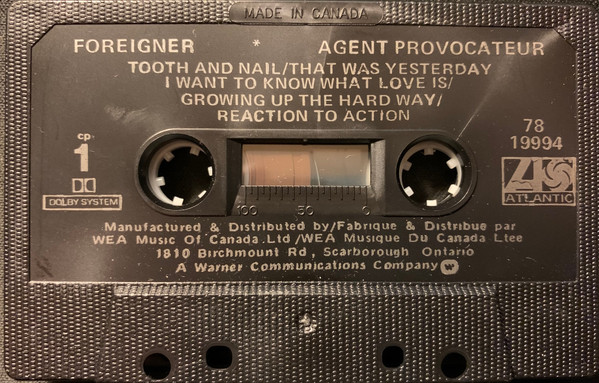 MADE IN CANADA
FOREIGNER * AGENT PROVOCATEUR
TOOTH AND NAIL/THAT WAS YESTERDAY
I WANT TO KNOW WHAT LOVE IS/
GROWING UP THE HARD WAY/
REACTION TO ACTION
cp.
1
DOLBY SYSTEM
78
19994
ATLANTIC
100 50 0
Manufactured & Distributed by/Fabrique & Distribue par
WEA Music Of Canada.Ltd/WEA Musique Du Canada Ltee
1810 Birchmount Rd, Scarborough Ontario
A Warner Communications Company W